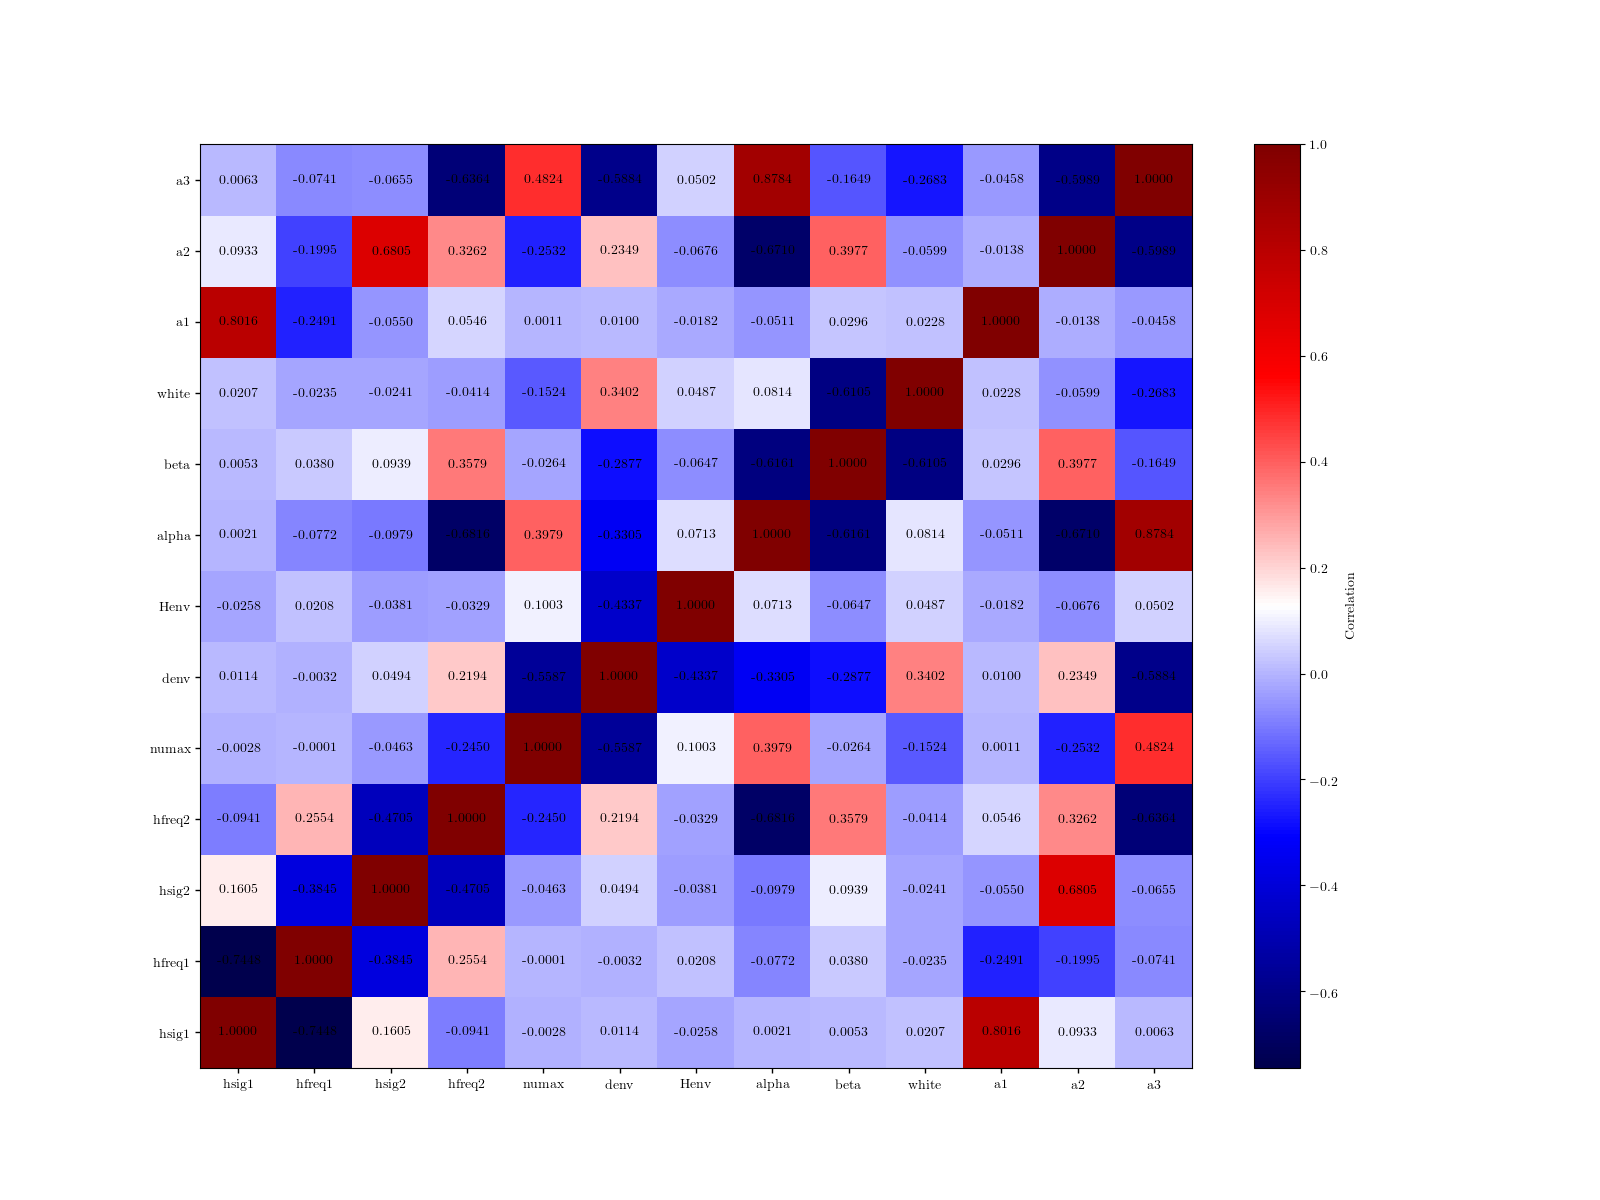 a3 0.0063 -0.0741 -0.0655 0.4824 0.0502 0.8784 -0.1649 -0.2683 -0.0458 1.0000
a2 0.0933 -0.1995 0.6805 0.3262 -0.2532 0.2349 -0.0676 0.3977 -0.0599 -0.0138 1.0000
a1 0.8016 -0.2491 -0.0550 0.0546 0.0011 0.0100 -0.0182 -0.0511 0.0296 0.0228 1.0000 -0.0138 -0.0458
white 0.0207 -0.0235 -0.0241 -0.0414 -0.1524 0.3402 0.0487 0.0814 1.0000 0.0228 -0.0599 -0.2683
beta 0.0053 0.0380 0.0939 0.3579 -0.0264 -0.2877 -0.0647 1.0000 0.0296 0.3977 -0.1649
alpha 0.0021 -0.0772 -0.0979 0.3979 -0.3305 0.0713 1.0000 0.0814 -0.0511 0.8784
Henv -0.0258 0.0208 -0.0381 -0.0329 0.1003 -0.4337 1.0000 0.0713 -0.0647 0.0487 -0.0182 -0.0676 0.0502
denv 0.0114 -0.0032 0.0494 0.2194 1.0000 -0.4337 -0.3305 -0.2877 0.3402 0.0100 0.2349
numax -0.0028 -0.0001 -0.0463 -0.2450 1.0000 0.1003 0.3979 -0.0264 -0.1524 0.0011 -0.2532 0.4824
hfreq2 -0.0941 0.2554 -0.4705 1.0000 -0.2450 0.2194 -0.0329 0.3579 -0.0414 0.0546 0.3262
hsig2 0.1605 -0.3845 1.0000 -0.4705 -0.0463 0.0494 -0.0381 -0.0979 0.0939 -0.0241 -0.0550 0.6805 -0.0655
hfreq1 1.0000 -0.3845 0.2554 -0.0001 -0.0032 0.0208 -0.0772 0.0380 -0.0235 -0.2491 -0.1995 -0.0741
hsig1 1.0000 0.1605 -0.0941 -0.0028 0.0114 -0.0258 0.0021 0.0053 0.0207 0.8016 0.0933 0.0063
hsig1 hfreq1 hsig2 hfreq2 numax denv Henv alpha beta white a1 a2 a3
1.0
0.8
0.6
0.4
0.2
0.0
−0.2
−0.4
−0.6
Correlation